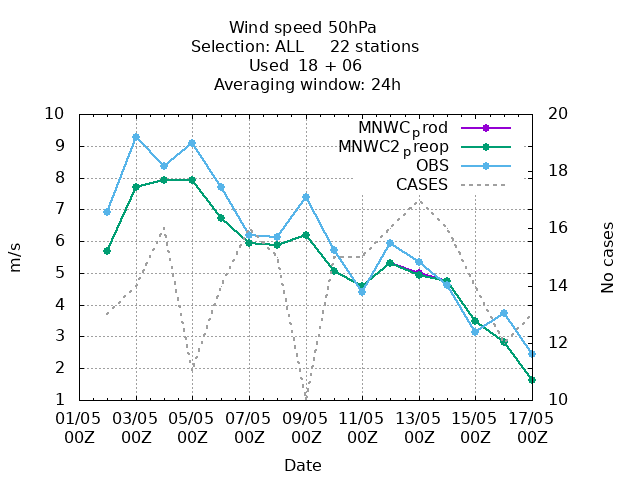 Wind speed 50hPa
Selection: ALL 22 stations
Used 18 + 06
Averaging window: 24h
10 20
MNWCprod
MNWC2preop
OBS
CASES
9
8 18
7
6 16
5
14
4
3
12
2
1 10
m/s
No cases
01/05 03/05 05/05 07/05 09/05 11/05 13/05 15/05 17/05
00Z 00Z 00Z 00Z 00Z 00Z 00Z 00Z 00Z
Date